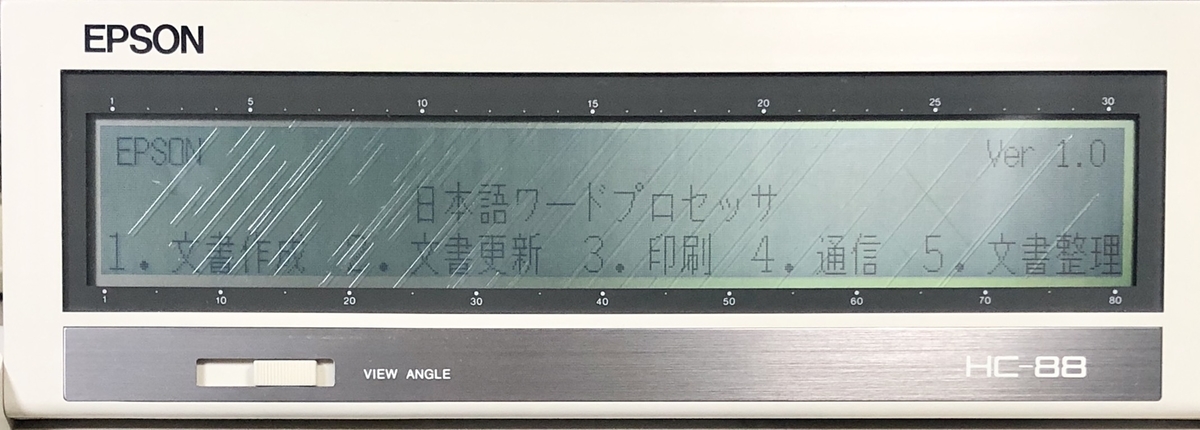 EPSON
1 5 10 15 20 25 30
EPSON Ver 1.0
日本語ワードプロセッサ
1. 文書作成 2. 文書更新 3. 印刷 4. 通信 5. 文書整理
1 10 20 30 40 50 60 70 80
VIEW ANGLE
HC-88